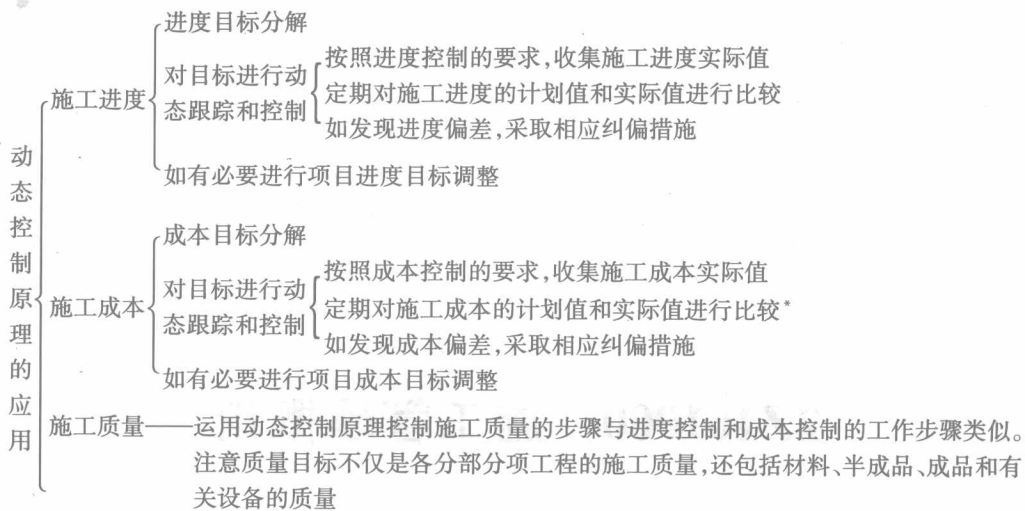 动态控制原理的应用
施工进度
进度目标分解
对目标进行动
态跟踪和控制
按照进度控制的要求,收集施工进度实际值
定期对施工进度的计划值和实际值进行比较
如发现进度偏差,采取相应纠偏措施
如有必要进行项目进度目标调整
施工成本
成本目标分解
对目标进行动
态跟踪和控制
按照成本控制的要求,收集施工成本实际值
定期对施工成本的计划值和实际值进行比较*
如发现成本偏差,采取相应纠偏措施
如有必要进行项目成本目标调整
施工质量——运用动态控制原理控制施工质量的步骤与进度控制和成本控制的工作步骤类似。
注意质量目标不仅是各分部分项工程的施工质量,还包括材料、半成品、成品和有
关设备的质量